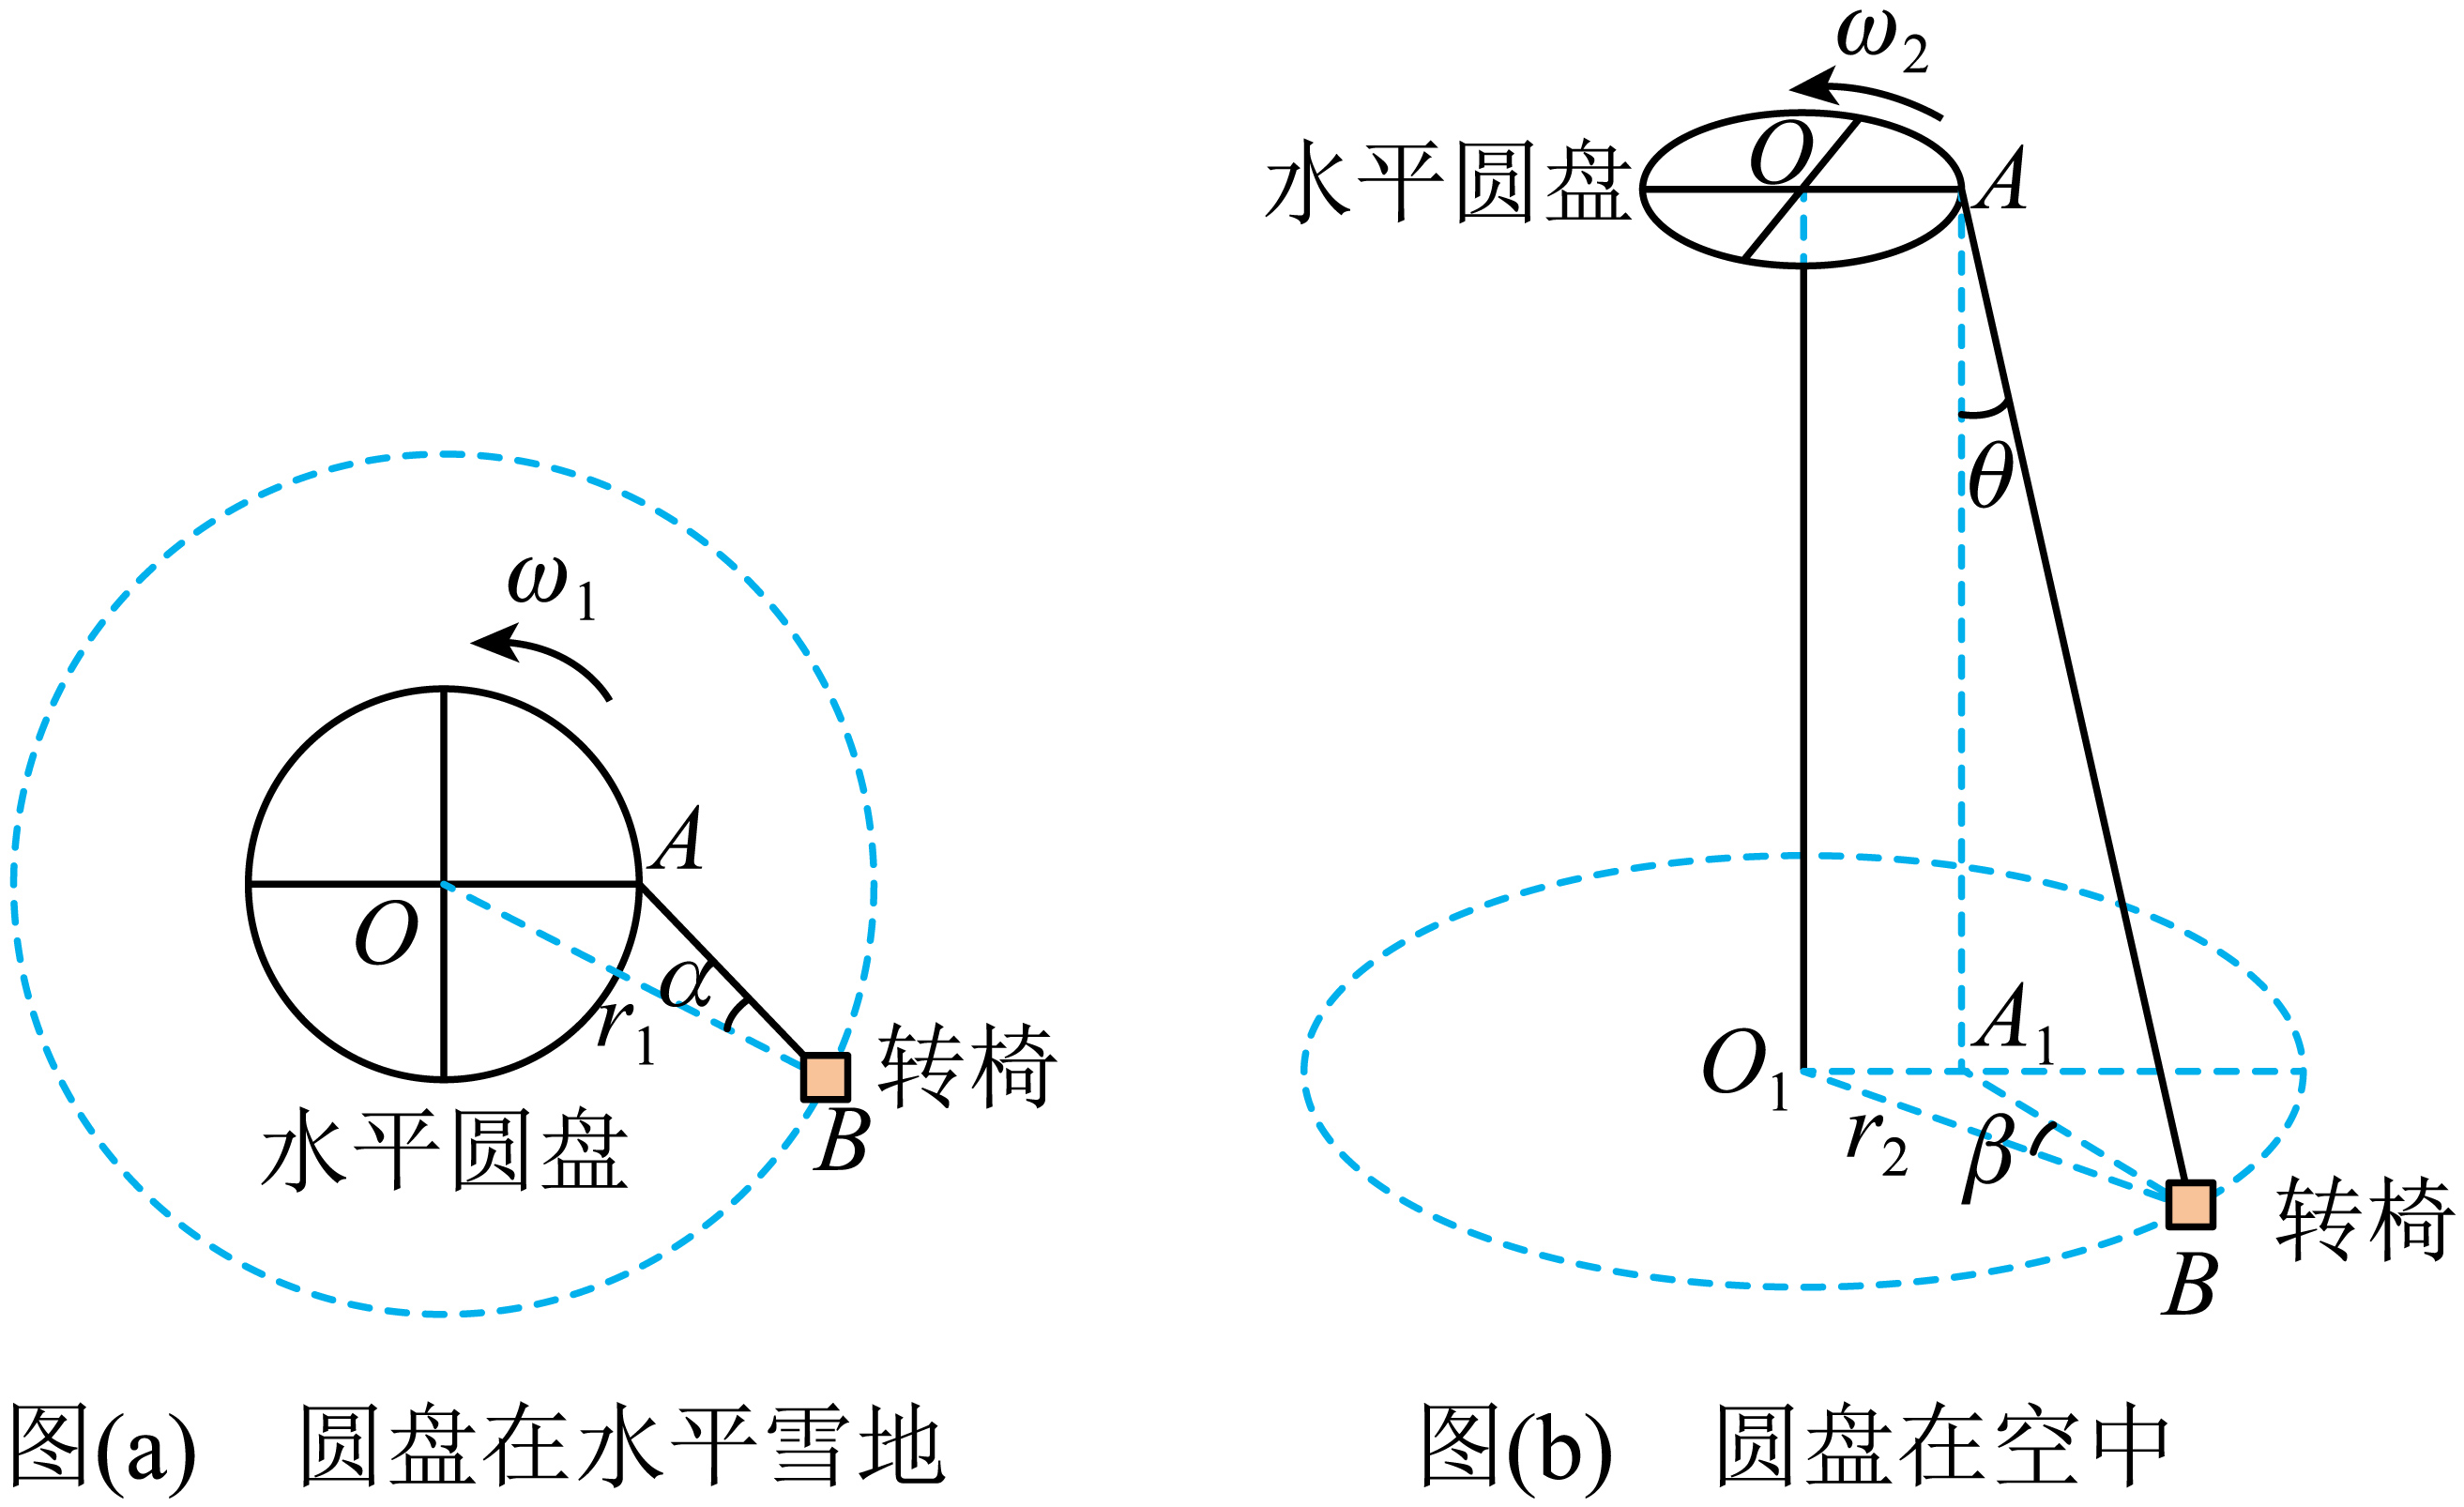 ω₁
A
O
α
r₁
转椅
B
水平圆盘
图(a) 圆盘在水平雪地
ω₂
水平圆盘
O
A
θ
A₁
O₁
r₂
β
转椅
B
图(b) 圆盘在空中